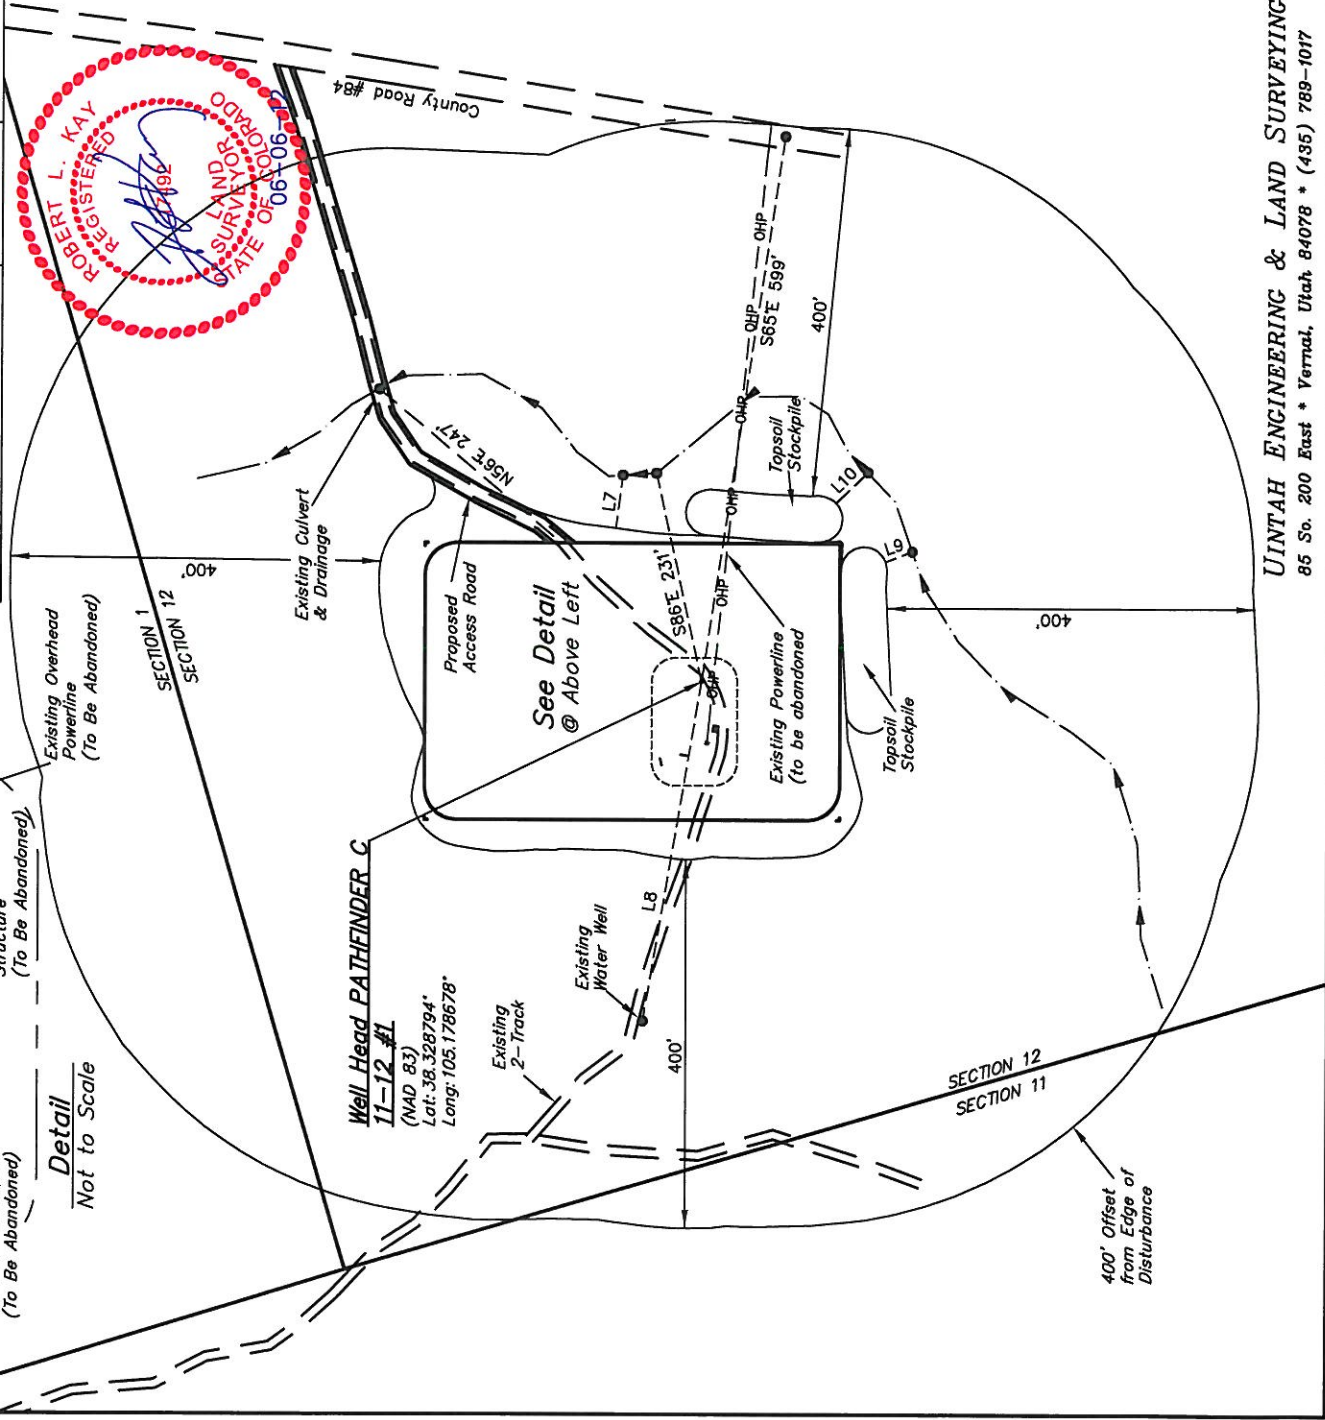 ROBERT L. KAY
REGISTERED
LAND
SURVEYOR
STATE OF COLORADO
06-06-12
County Road #84
SECTION 1
SECTION 12
Existing Overhead
Powerline
(To Be Abandoned)
Structure
(To Be Abandoned)
(To Be Abandoned)
Detail
Not to Scale
400'
Existing Culvert
& Drainage
N56°E 247'
Proposed
Access Road
See Detail
@ Above Left
L7
S86°E 231'
OHP
OHP
OHP
OHP
OHP
OHP
S65°E 599'
400'
Topsoil
Stockpile
L10
L9
Existing Powerline
(to be abandoned)
Topsoil
Stockpile
400'
Well Head PATHFINDER C
11-12 #1
(NAD 83)
Lat: 38.328794°
Long: 105.178678°
Existing
Water Well
L8
Existing
2-Track
400'
SECTION 12
SECTION 11
400' Offset
from Edge of
Disturbance
UINTAH ENGINEERING & LAND SURVEYING
85 So. 200 East * Vernal, Utah 84078 * (435) 789-1017